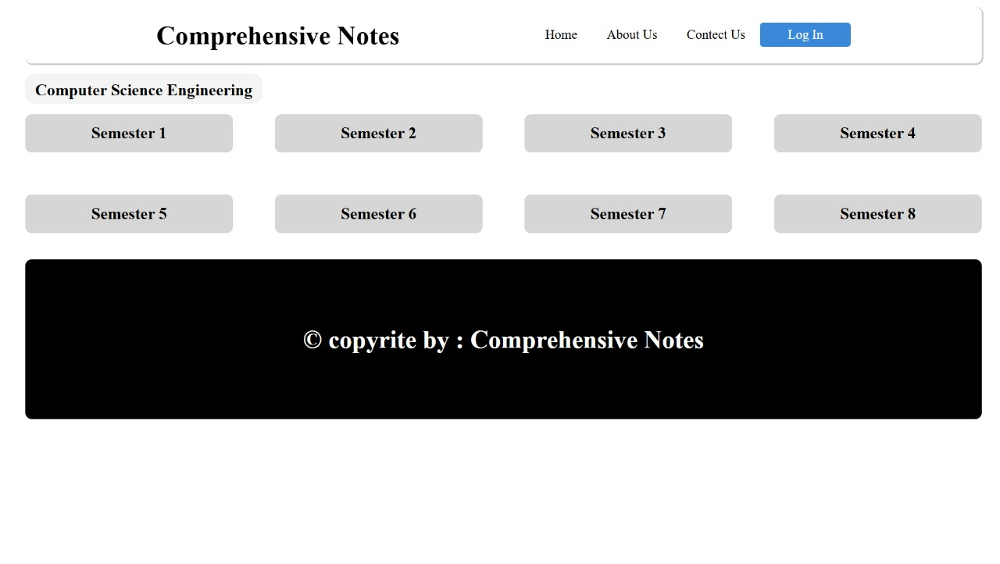 Comprehensive Notes
Home About Us Contect Us Log In
Computer Science Engineering
Semester 1 Semester 2 Semester 3 Semester 4
Semester 5 Semester 6 Semester 7 Semester 8
© copyrite by : Comprehensive Notes